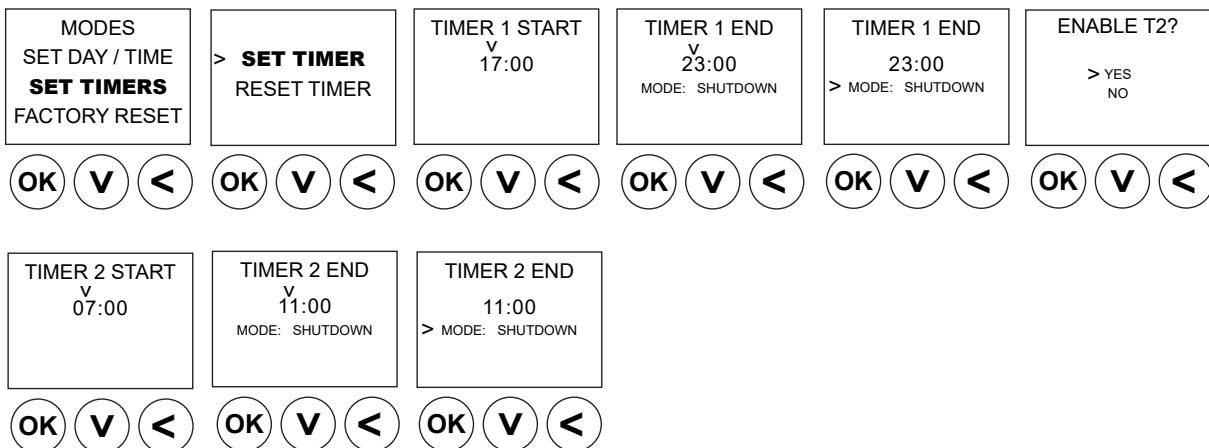 MODES
SET DAY / TIME
SET TIMERS
FACTORY RESET
OK V <
> SET TIMER
RESET TIMER
OK V <
TIMER 1 START
V
17:00
OK V <
TIMER 1 END
V
23:00
MODE: SHUTDOWN
OK V <
TIMER 1 END
23:00
> MODE: SHUTDOWN
OK V <
ENABLE T2?
> YES
NO
OK V <
TIMER 2 START
V
07:00
OK V <
TIMER 2 END
V
11:00
MODE: SHUTDOWN
OK V <
TIMER 2 END
11:00
> MODE: SHUTDOWN
OK V <